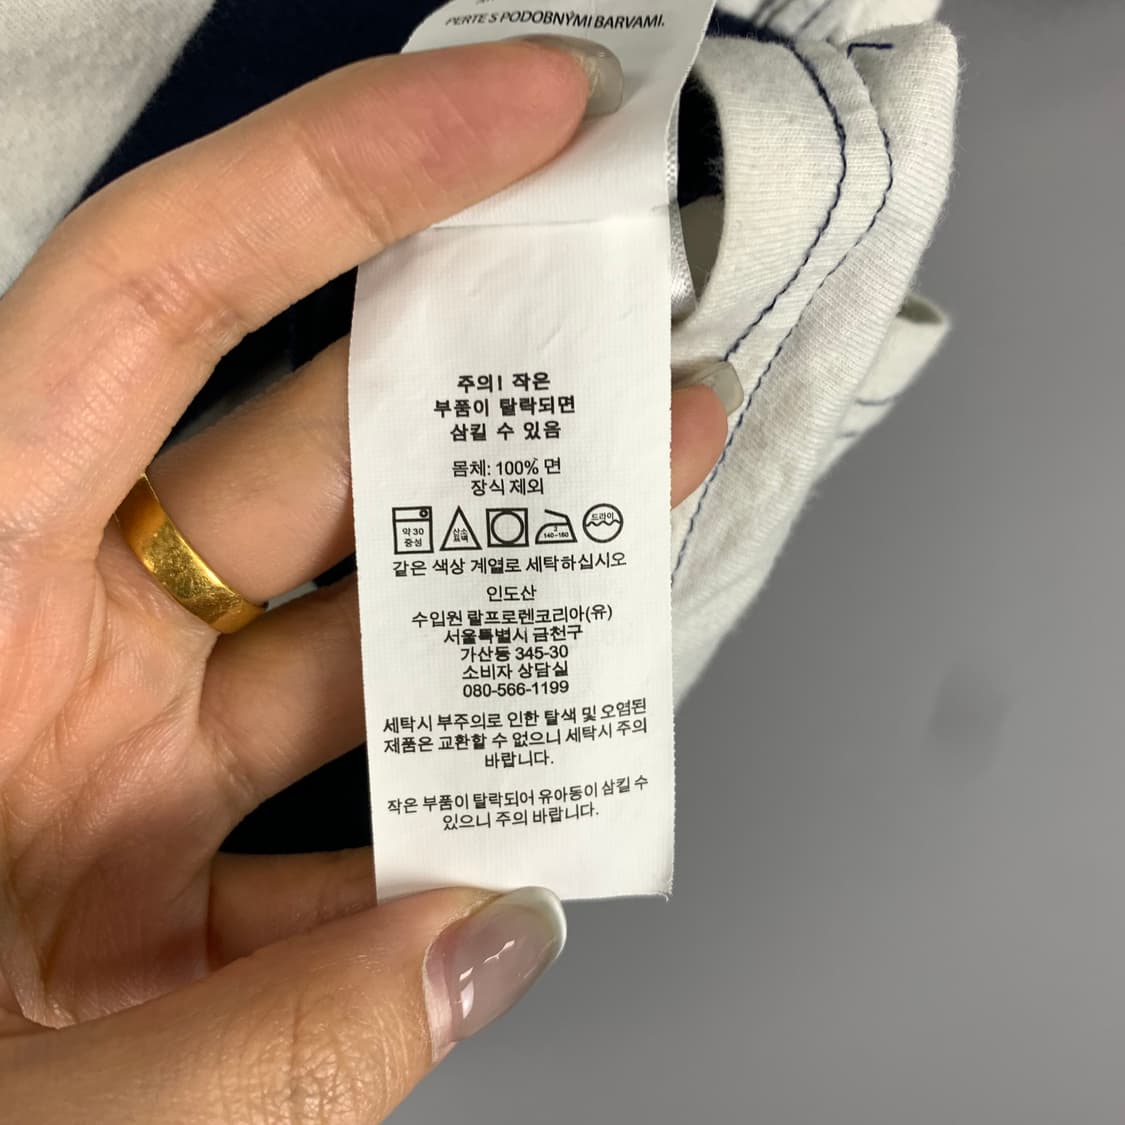 PERTE S PODOBNÝMI BARVAMI.
주의! 작은
부품이 탈락되면
삼킬 수 있음
몸체: 100% 면
장식 제외
약 30
중성
산소
표백
2
140~160
드라이
같은 색상 계열로 세탁하십시오
인도산
수입원 랄프로렌코리아(유)
서울특별시 금천구
가산동 345-30
소비자 상담실
080-566-1199
세탁시 부주의로 인한 탈색 및 오염된
제품은 교환할 수 없으니 세탁시 주의
바랍니다.
작은 부품이 탈락되어 유아동이 삼킬 수
있으니 주의 바랍니다.